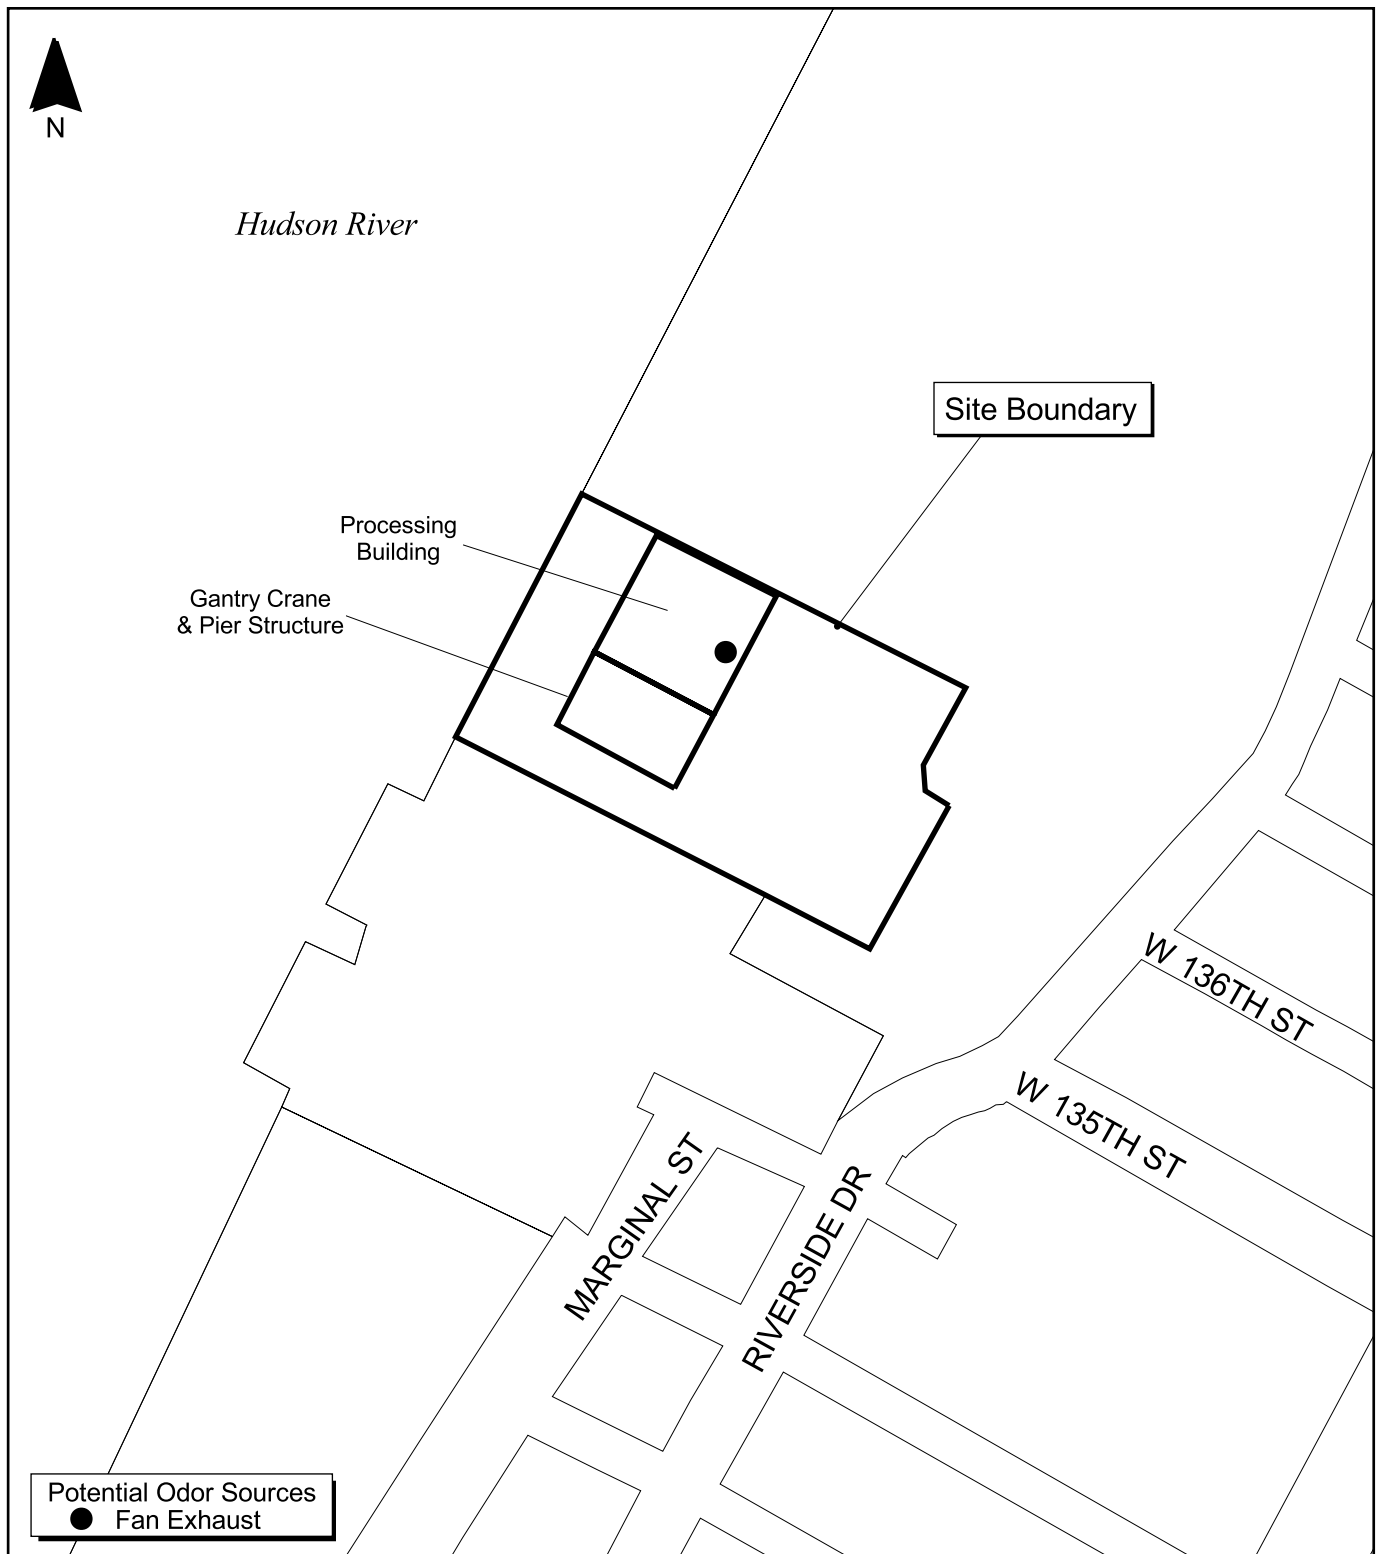 N
Hudson River
Site Boundary
Processing
Building
Gantry Crane
& Pier Structure
W 136TH ST
W 135TH ST
MARGINAL ST
RIVERSIDE DR
Potential Odor Sources
Fan Exhaust